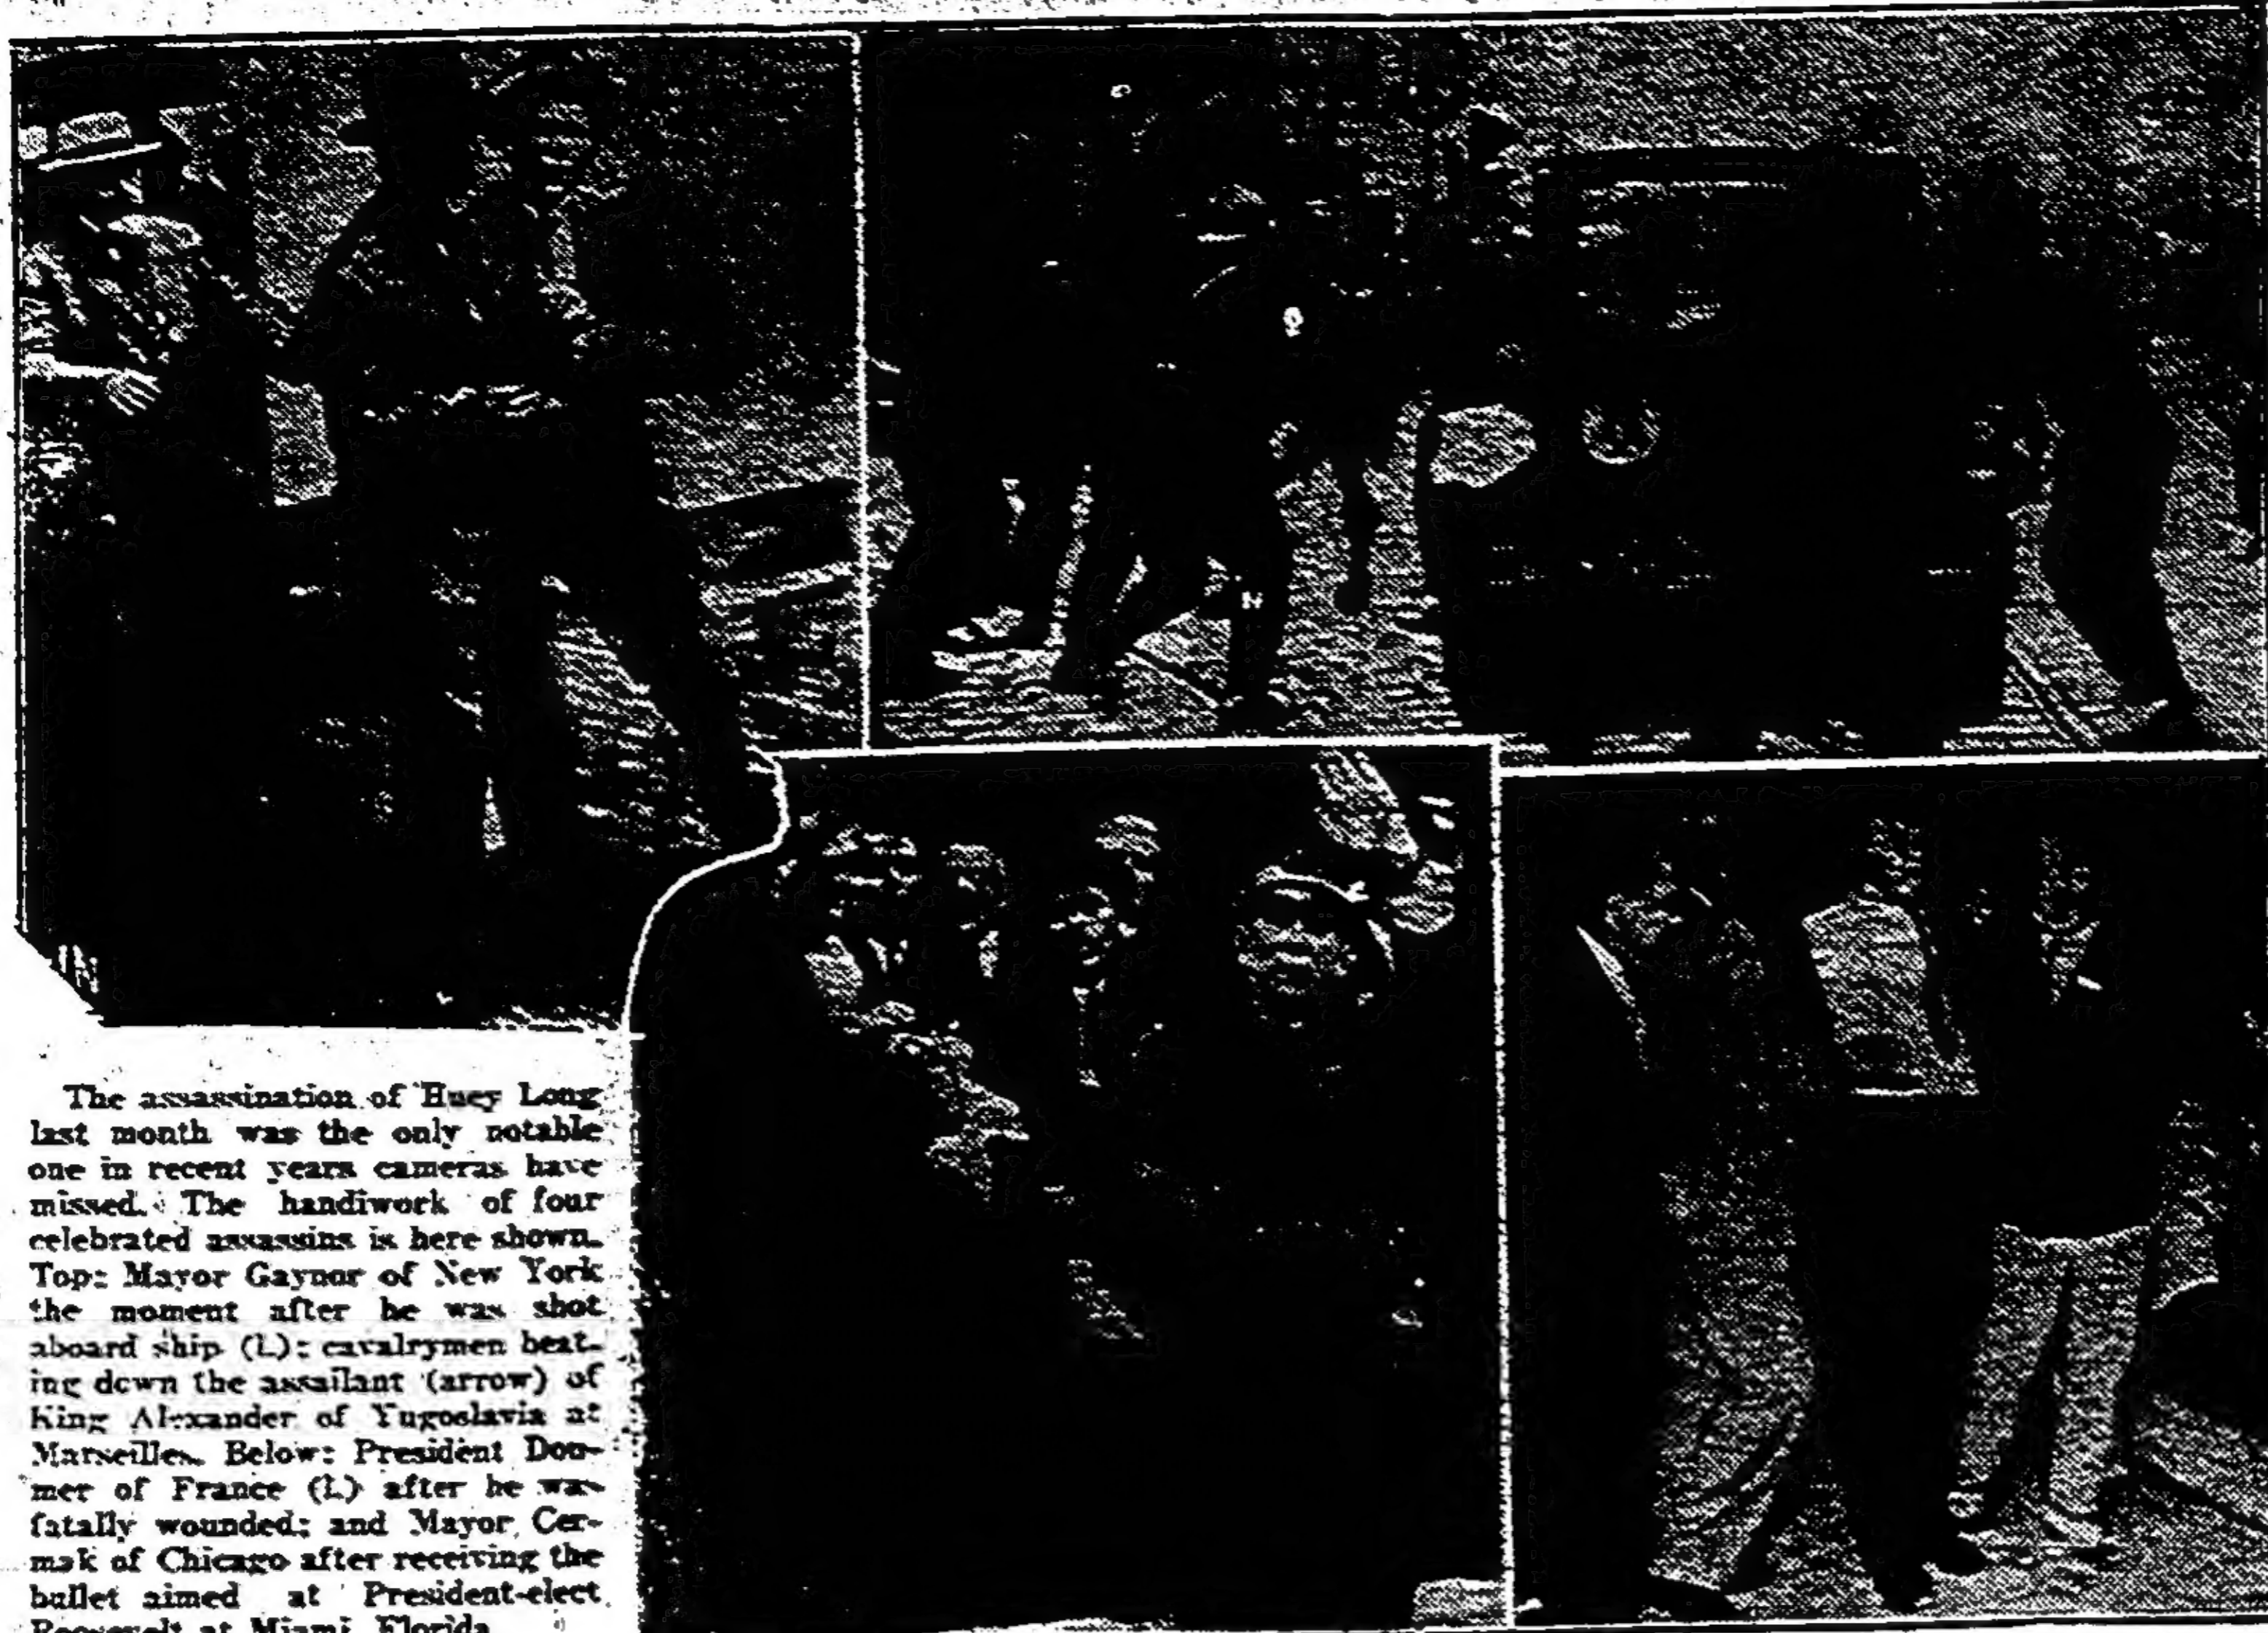 The assassination of Huey Long
last month was the only notable
one in recent years cameras have
missed. The handiwork of four
celebrated assassins is here shown.
Top: Mayor Gaynor of New York
the moment after he was shot
aboard ship (L); cavalrymen beat-
ing down the assailant (arrow) of
King Alexander of Yugoslavia at
Marseilles. Below: President Dou-
mer of France (L) after he was
fatally wounded; and Mayor Cer-
mak of Chicago after receiving the
bullet aimed at President-elect
Roosevelt at Miami, Florida.